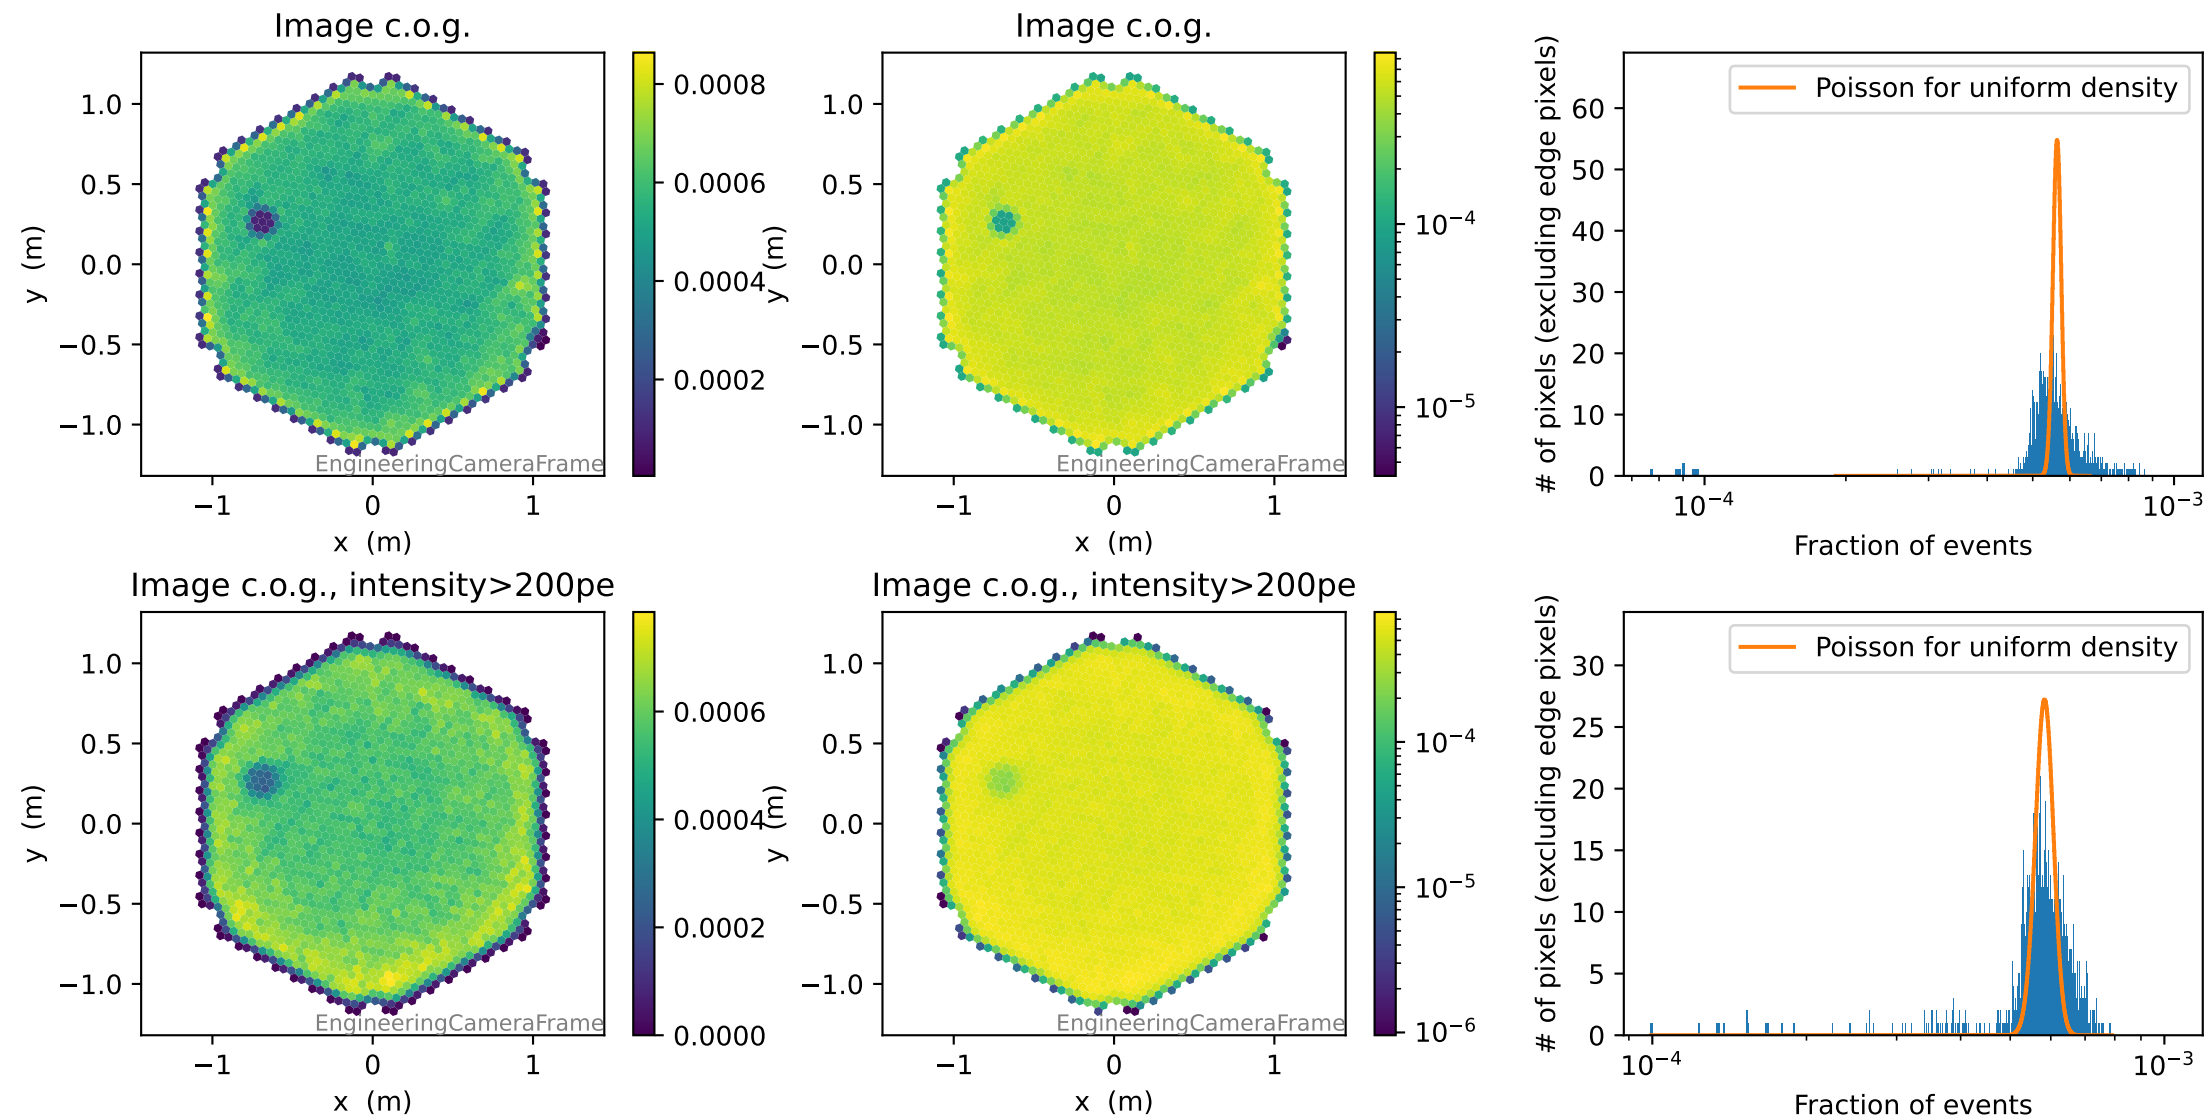 Image c.o.g.
1.0
0.5
0.0
−0.5
−1.0
y (m)
−1
0
1
x (m)
EngineeringCameraFrame
0.0008
0.0006
0.0004
0.0002
Image c.o.g.
1.0
0.5
0.0
−0.5
−1.0
y (m)
−1
0
1
x (m)
EngineeringCameraFrame
10⁻⁴
10⁻⁵
# of pixels (excluding edge pixels)
60
50
40
30
20
10
0
Poisson for uniform density
10⁻⁴
10⁻³
Fraction of events
Image c.o.g., intensity>200pe
1.0
0.5
0.0
−0.5
−1.0
y (m)
−1
0
1
x (m)
EngineeringCameraFrame
0.0006
0.0004
0.0002
0.0000
Image c.o.g., intensity>200pe
1.0
0.5
0.0
−0.5
−1.0
y (m)
−1
0
1
x (m)
EngineeringCameraFrame
10⁻⁴
10⁻⁵
10⁻⁶
# of pixels (excluding edge pixels)
30
25
20
15
10
5
0
Poisson for uniform density
10⁻⁴
10⁻³
Fraction of events